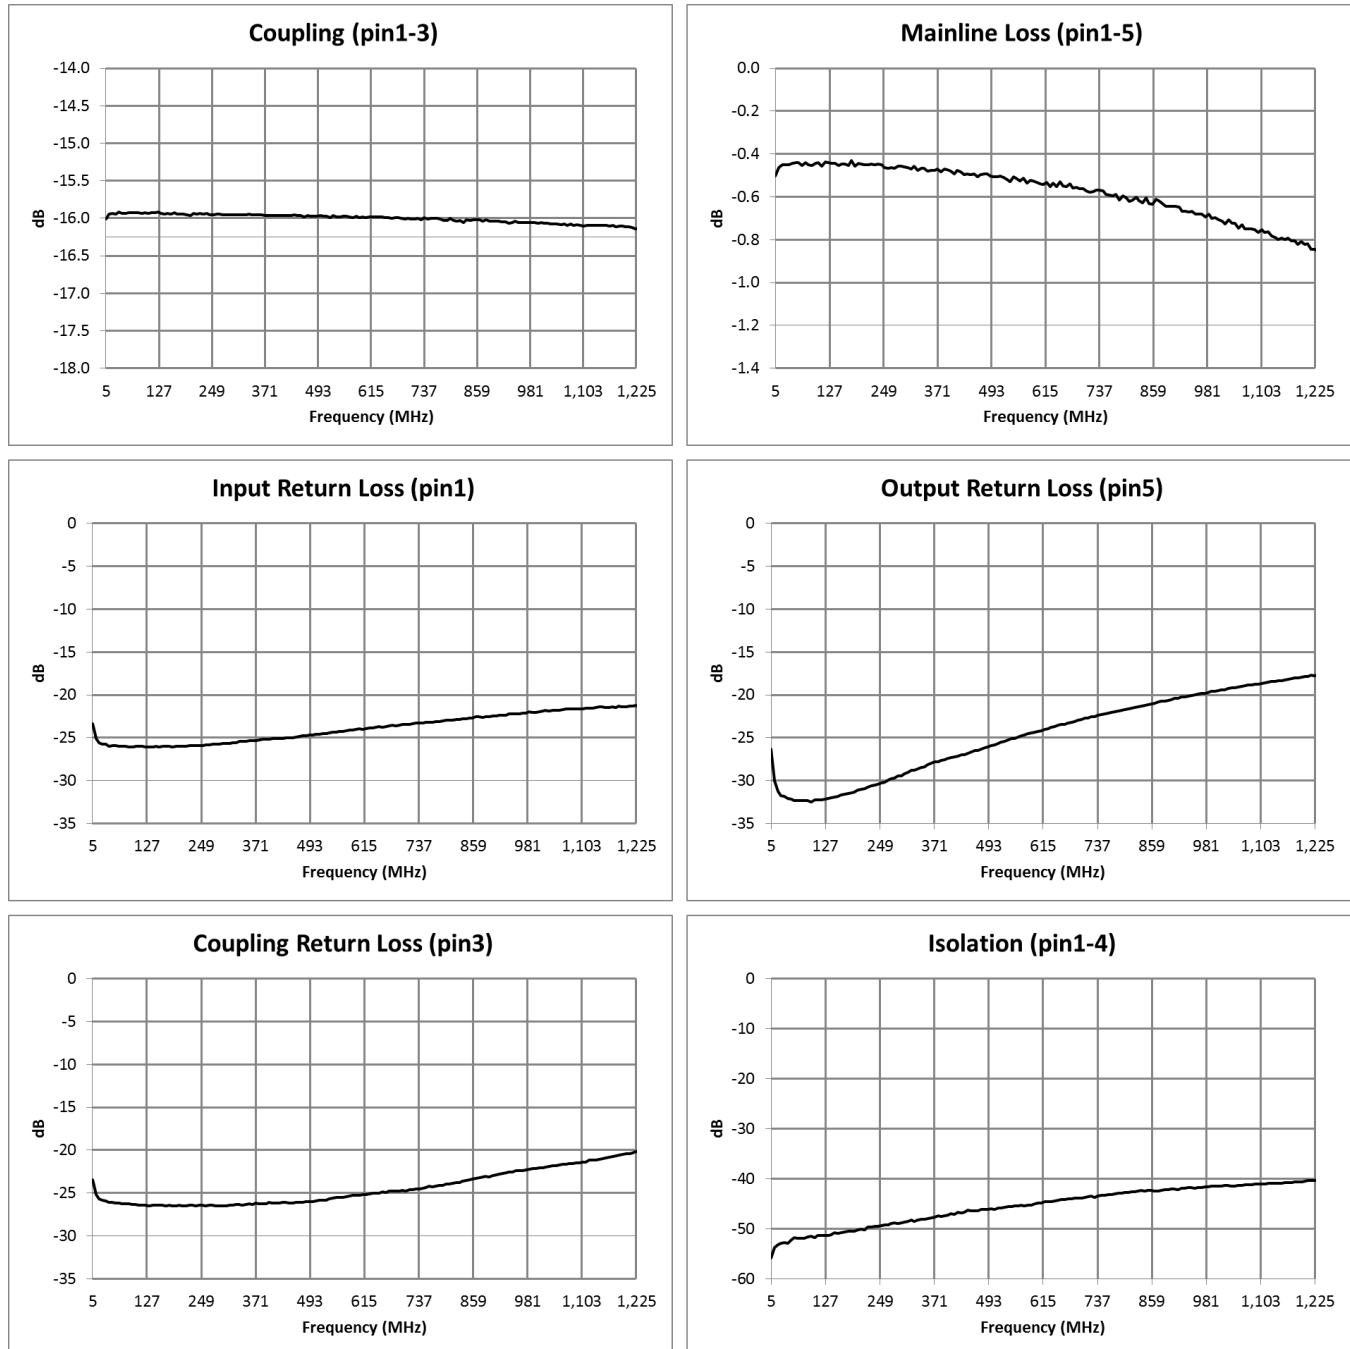 Coupling (pin1-3)
-14.0
-14.5
-15.0
-15.5
-16.0
-16.5
-17.0
-17.5
-18.0
dB
5 127 249 371 493 615 737 859 981 1,103 1,225
Frequency (MHz)
Mainline Loss (pin1-5)
0.0
-0.2
-0.4
-0.6
-0.8
-1.0
-1.2
-1.4
dB
5 127 249 371 493 615 737 859 981 1,103 1,225
Frequency (MHz)
Input Return Loss (pin1)
0
-5
-10
-15
-20
-25
-30
-35
dB
5 127 249 371 493 615 737 859 981 1,103 1,225
Frequency (MHz)
Output Return Loss (pin5)
0
-5
-10
-15
-20
-25
-30
-35
dB
5 127 249 371 493 615 737 859 981 1,103 1,225
Frequency (MHz)
Coupling Return Loss (pin3)
0
-5
-10
-15
-20
-25
-30
-35
dB
5 127 249 371 493 615 737 859 981 1,103 1,225
Frequency (MHz)
Isolation (pin1-4)
0
-10
-20
-30
-40
-50
-60
dB
5 127 249 371 493 615 737 859 981 1,103 1,225
Frequency (MHz)